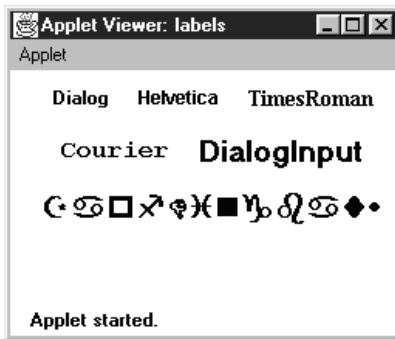 Applet Viewer: labels
Applet
Dialog Helvetica TimesRoman
Courier DialogInput
☪♋□♐👎♓■♑♌♋◆•
Applet started.